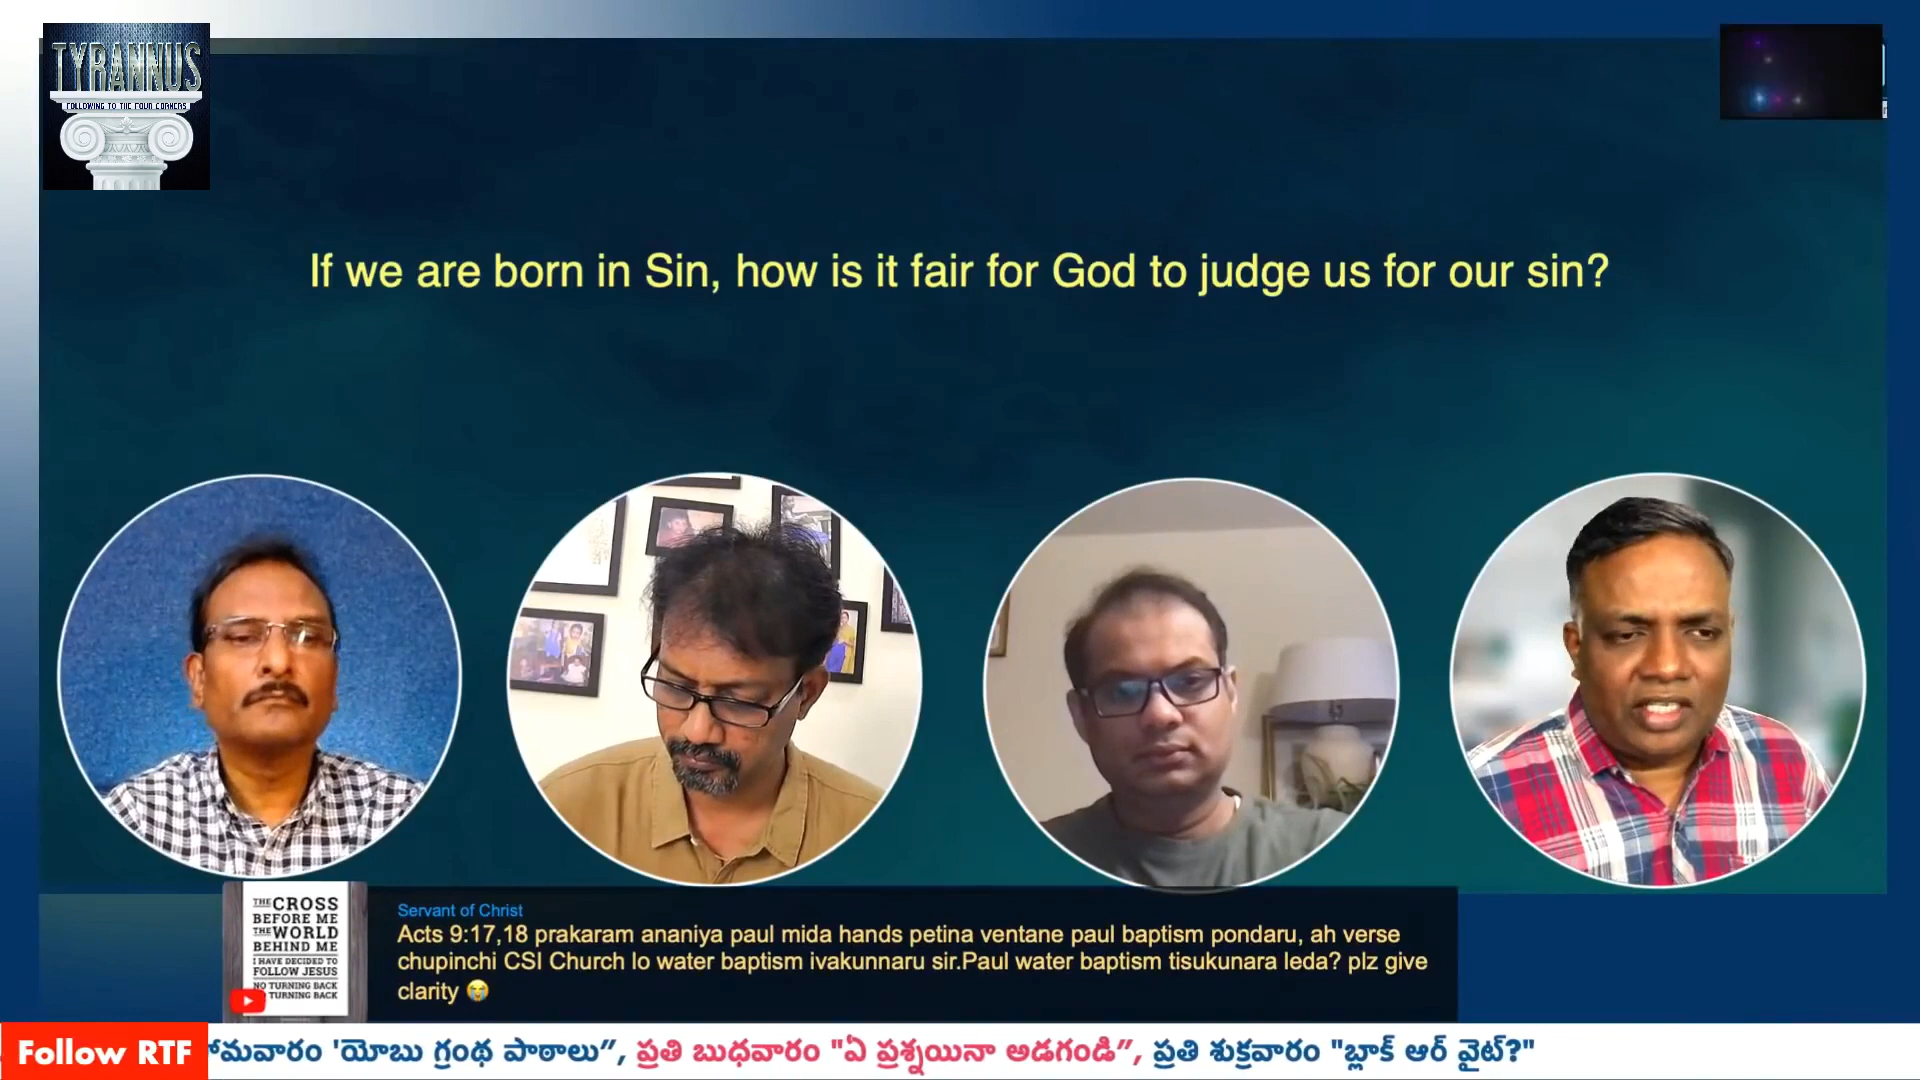 TYRANNUS
FOLLOWING TO THE FOUR CORNERS
If we are born in Sin, how is it fair for God to judge us for our sin?
THE CROSS
BEFORE ME
THE WORLD
BEHIND ME
I HAVE DECIDED TO
FOLLOW JESUS
NO TURNING BACK
TURNING BACK
Servant of Christ
Acts 9:17,18 prakaram ananiya paul mida hands petina ventane paul baptism pondaru, ah verse
chupinchi CSI Church lo water baptism ivakunnaru sir.Paul water baptism tisukunara leda? plz give
clarity 😭
Follow RTF
'యోబు గ్రంథ పాఠాలు”, ప్రతి బుధవారం "ఏ ప్రశ్నయినా అడగండి”, ప్రతి శుక్రవారం "బ్లాక్ ఆర్ వైట్?"